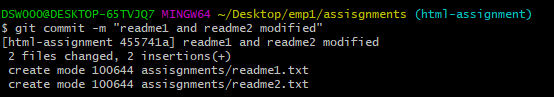 DSWOOO@DESKTOP-65TVJQ7 MINGW64 ~/Desktop/emp1/assisgnments (html-assignment)
$ git commit -m "readme1 and readme2 modified"
[html-assignment 455741a] readme1 and readme2 modified
 2 files changed, 2 insertions(+)
 create mode 100644 assisgnments/readme1.txt
 create mode 100644 assisgnments/readme2.txt